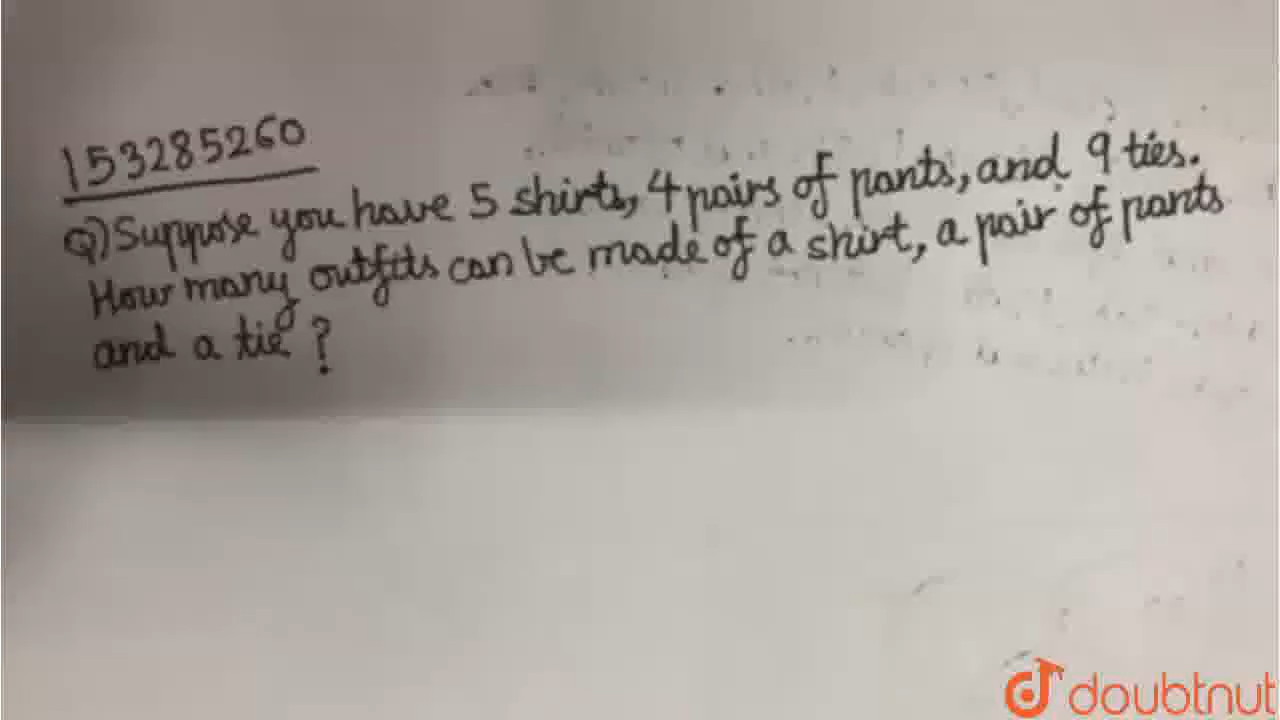 153285260
Q) Suppose you have 5 shirts, 4 pairs of pants, and 9 ties.
How many outfits can be made of a shirt, a pair of pants
and a tie ?
doubtnut